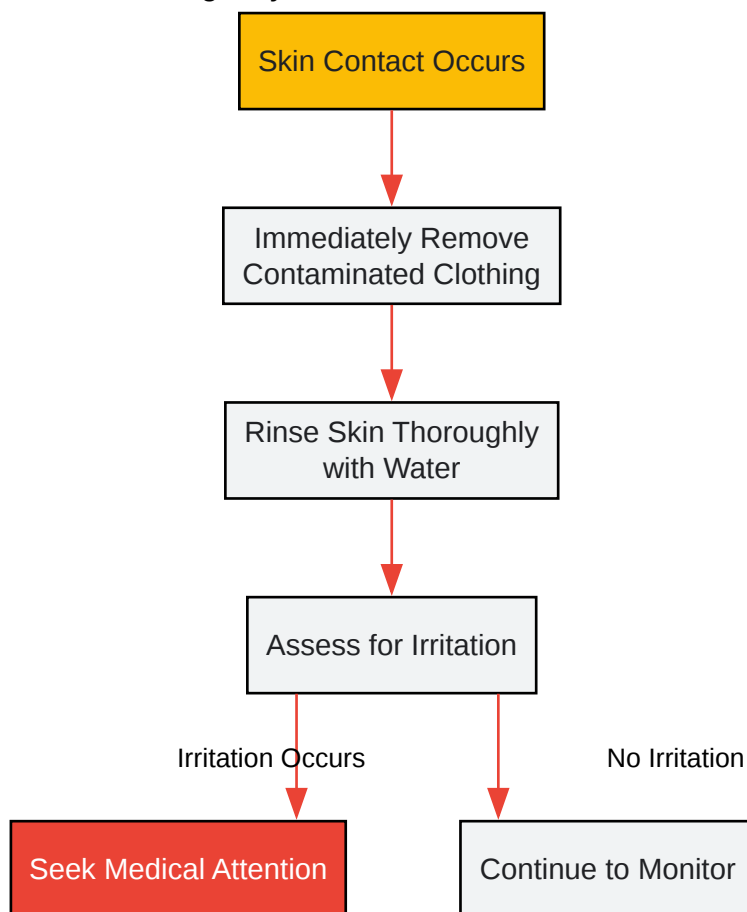 Skin Contact Occurs
Immediately Remove
Contaminated Clothing
Rinse Skin Thoroughly
with Water
Assess for Irritation
Irritation Occurs
No Irritation
Seek Medical Attention
Continue to Monitor